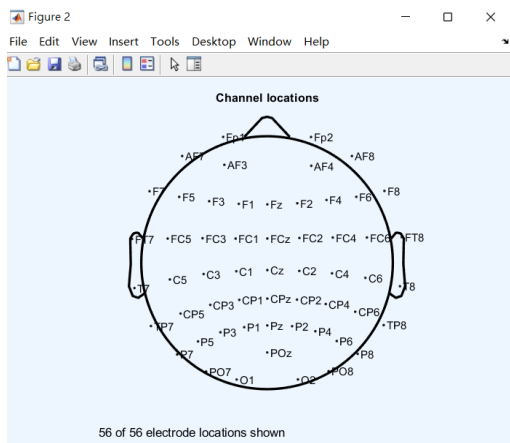 Figure 2
File Edit View Insert Tools Desktop Window Help
Channel locations
Fp1 Fp2
AF7 AF3 AF4 AF8
F7 F5 F3 F1 Fz F2 F4 F6 F8
FT7 FC5 FC3 FC1 FCz FC2 FC4 FC6 FT8
T7 C5 C3 C1 Cz C2 C4 C6 T8
TP7 CP5 CP3 CP1 CPz CP2 CP4 CP6 TP8
P7 P5 P3 P1 Pz P2 P4 P6 P8
PO7 POz PO8
O1 O2
56 of 56 electrode locations shown